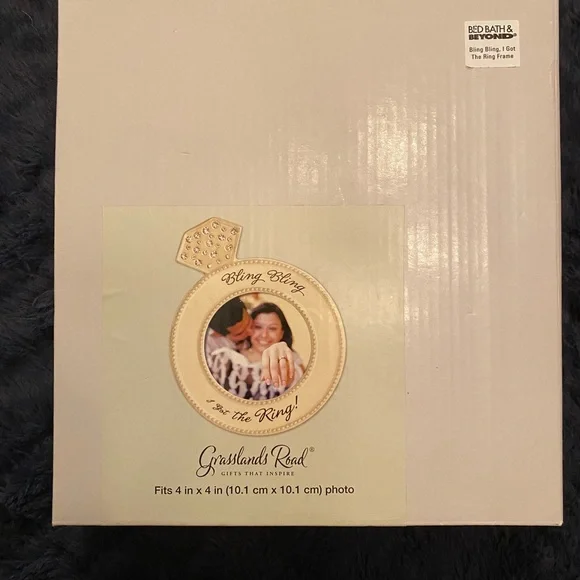 BED BATH &
BEYOND®
Bling Bling, I Got
The Ring Frame
Bling Bling
I got the Ring!
Grasslands Road®
GIFTS THAT INSPIRE
Fits 4 in x 4 in (10.1 cm x 10.1 cm) photo